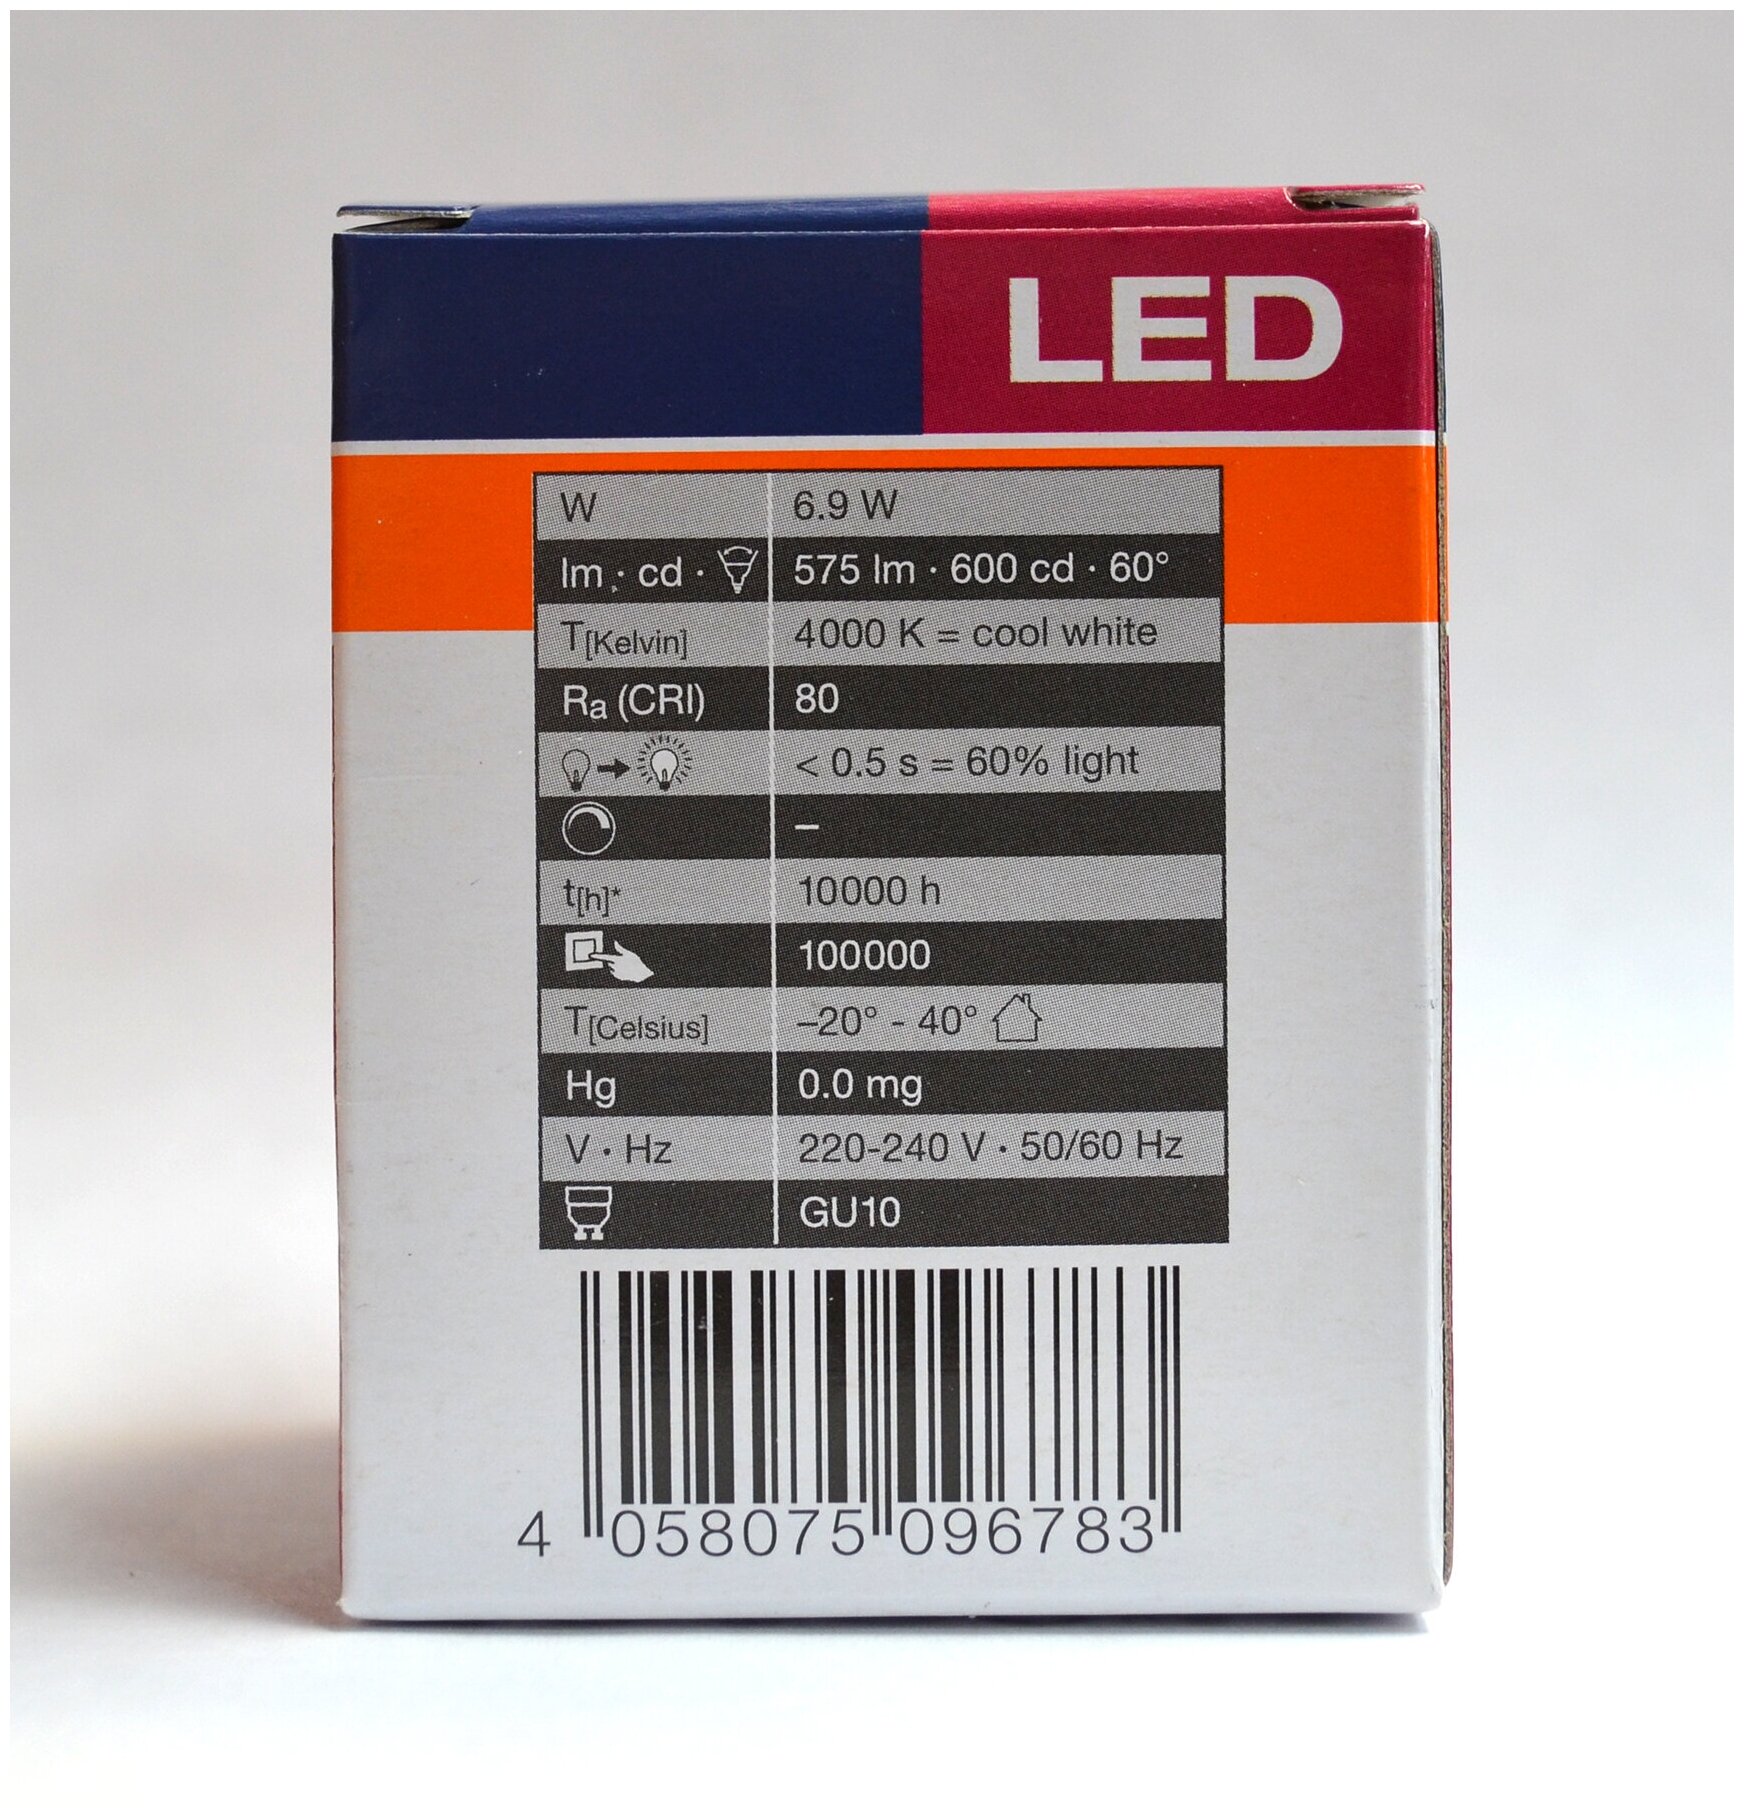 LED
W 6.9 W
lm · cd · 575 lm · 600 cd · 60°
T[Kelvin] 4000 K = cool white
Ra (CRI) 80
< 0.5 s = 60% light
–
t[h]* 10000 h
100000
T[Celsius] –20° - 40°
Hg 0.0 mg
V · Hz 220-240 V · 50/60 Hz
GU10
4 058075 096783